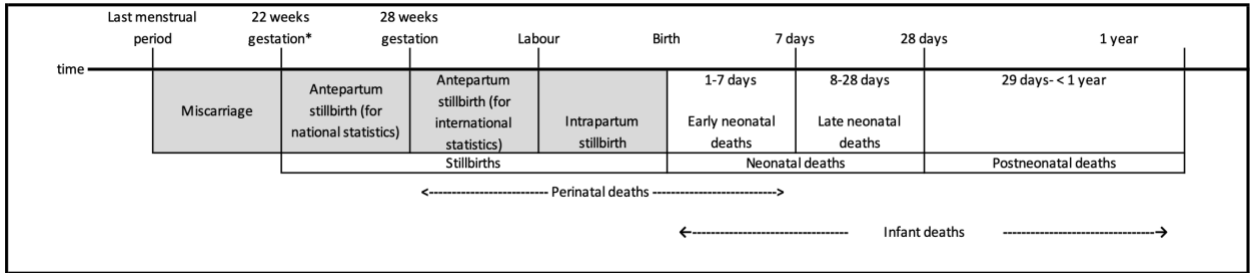 Last menstrual period
22 weeks gestation*
28 weeks gestation
Labour
Birth
7 days
28 days
1 year
time
Miscarriage
Antepartum
stillbirth (for
national statistics)
Antepartum
stillbirth (for
international
statistics)
Intrapartum
stillbirth
1-7 days
Early neonatal
deaths
8-28 days
Late neonatal
deaths
29 days- < 1 year
Stillbirths
Neonatal deaths
Postneonatal deaths
Perinatal deaths
Infant deaths